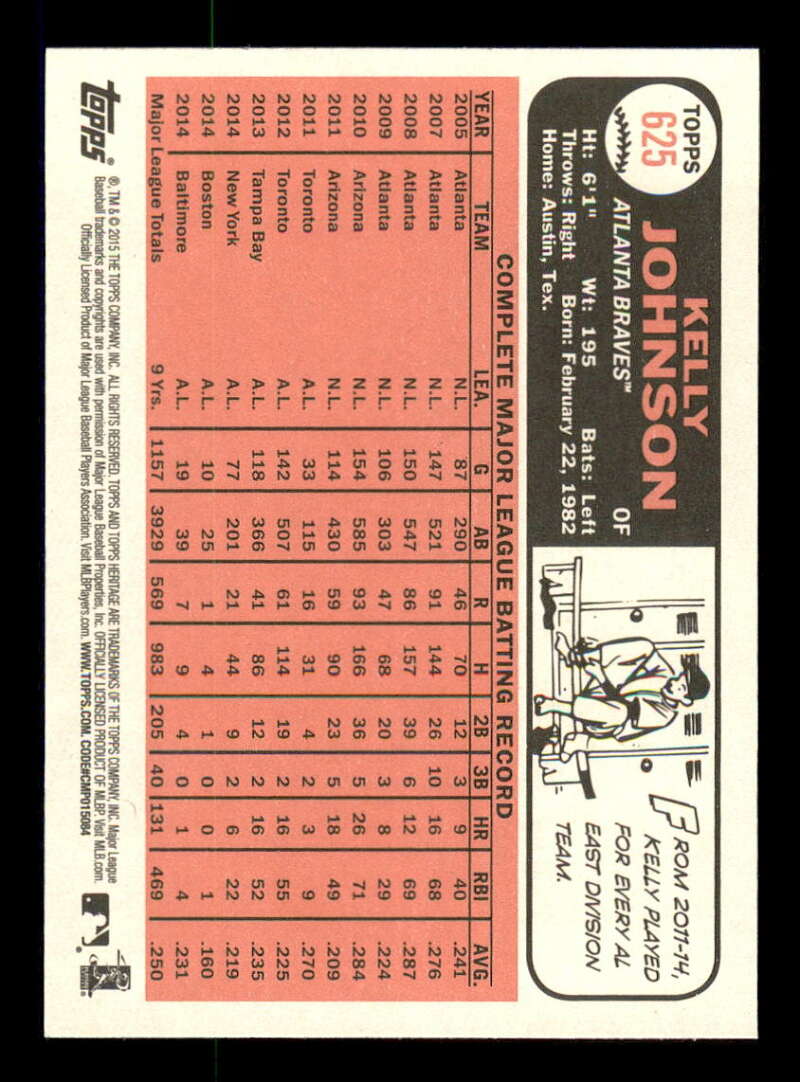 TOPPS
625
KELLY
JOHNSON
ATLANTA BRAVES™ OF
Ht: 6'1" Wt: 195 Bats: Left
Throws: Right Born: February 22, 1982
Home: Austin, Tex.
FROM 2011-14,
KELLY PLAYED
FOR EVERY AL
EAST DIVISION
TEAM.
COMPLETE MAJOR LEAGUE BATTING RECORD
YEAR TEAM LEA. G AB R H 2B 3B HR RBI AVG.
2005 Atlanta N.L. 87 290 46 70 12 3 9 40 .241
2007 Atlanta N.L. 147 521 91 144 26 10 16 68 .276
2008 Atlanta N.L. 150 547 86 157 39 6 12 69 .287
2009 Atlanta N.L. 106 303 47 68 20 3 8 29 .224
2010 Arizona N.L. 154 585 93 166 36 5 26 71 .284
2011 Arizona N.L. 114 430 59 90 23 5 18 49 .209
2011 Toronto A.L. 33 115 16 31 4 2 3 9 .270
2012 Toronto A.L. 142 507 61 114 19 2 16 55 .225
2013 Tampa Bay A.L. 118 366 41 86 12 2 16 52 .235
2014 New York A.L. 77 201 21 44 9 2 6 22 .219
2014 Boston A.L. 10 25 1 4 1 0 0 1 .160
2014 Baltimore A.L. 19 39 7 9 4 0 1 4 .231
Major League Totals 9 Yrs. 1157 3929 569 983 205 40 131 469 .250
topps®
®, TM & © 2015 THE TOPPS COMPANY, INC. ALL RIGHTS RESERVED. TOPPS AND TOPPS HERITAGE ARE TRADEMARKS OF THE TOPPS COMPANY, INC. Major League
Baseball trademarks and copyrights are used with permission of Major League Baseball Properties, Inc. OFFICIALLY LICENSED PRODUCT OF MLBP. Visit MLB.com.
Officially Licensed Product of Major League Baseball Players Association. Visit MLBPlayers.com. WWW.TOPPS.COM. CODE#CMP015084